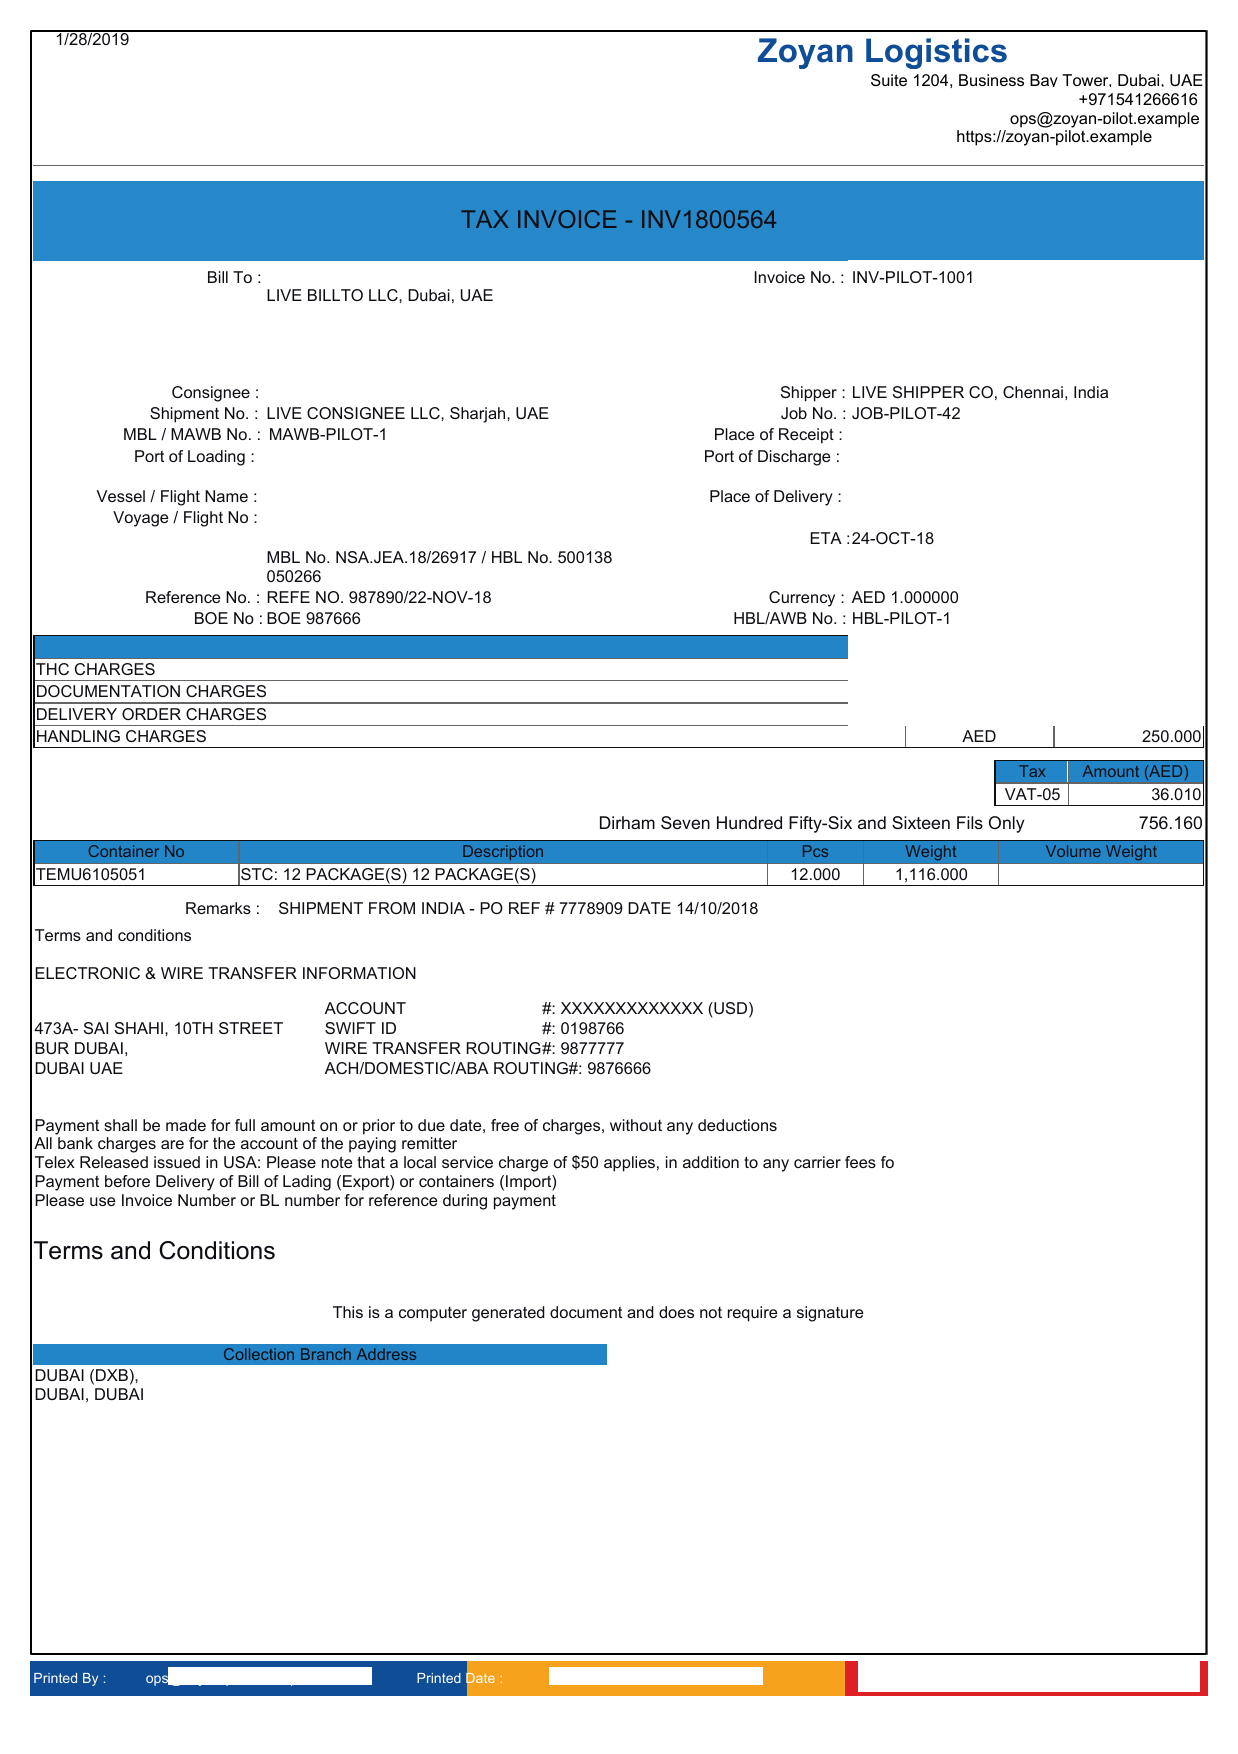 1/28/2019
Zoyan Logistics
Suite 1204, Business Bay Tower, Dubai, UAE
+971541266616
ops@zoyan-pilot.example
https://zoyan-pilot.example
TAX INVOICE - INV1800564
Bill To : Invoice No. : INV-PILOT-1001
LIVE BILLTO LLC, Dubai, UAE
Consignee : Shipper : LIVE SHIPPER CO, Chennai, India
Shipment No. : LIVE CONSIGNEE LLC, Sharjah, UAE Job No. : JOB-PILOT-42
MBL / MAWB No. : MAWB-PILOT-1 Place of Receipt :
Port of Loading : Port of Discharge :
Vessel / Flight Name : Place of Delivery :
Voyage / Flight No :
ETA : 24-OCT-18
MBL No. NSA.JEA.18/26917 / HBL No. 500138
050266
Reference No. : REFE NO. 987890/22-NOV-18 Currency : AED 1.000000
BOE No : BOE 987666 HBL/AWB No. : HBL-PILOT-1
THC CHARGES
DOCUMENTATION CHARGES
DELIVERY ORDER CHARGES
HANDLING CHARGES AED 250.000
Tax Amount (AED)
VAT-05 36.010
Dirham Seven Hundred Fifty-Six and Sixteen Fils Only 756.160
Container No Description Pcs Weight Volume Weight
TEMU6105051 STC: 12 PACKAGE(S) 12 PACKAGE(S) 12.000 1,116.000
Remarks : SHIPMENT FROM INDIA - PO REF # 7778909 DATE 14/10/2018
Terms and conditions
ELECTRONIC & WIRE TRANSFER INFORMATION
ACCOUNT #: XXXXXXXXXXXXX (USD)
473A- SAI SHAHI, 10TH STREET SWIFT ID #: 0198766
BUR DUBAI, WIRE TRANSFER ROUTING#: 9877777
DUBAI UAE ACH/DOMESTIC/ABA ROUTING#: 9876666
Payment shall be made for full amount on or prior to due date, free of charges, without any deductions
All bank charges are for the account of the paying remitter
Telex Released issued in USA: Please note that a local service charge of $50 applies, in addition to any carrier fees fo
Payment before Delivery of Bill of Lading (Export) or containers (Import)
Please use Invoice Number or BL number for reference during payment
Terms and Conditions
This is a computer generated document and does not require a signature
Collection Branch Address
DUBAI (DXB),
DUBAI, DUBAI
Printed By : ops Printed Date :